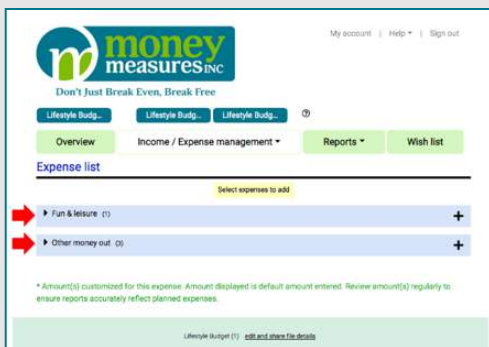 My account | Help | Sign out
money
measures INC
Don't Just Break Even, Break Free
Lifestyle Budg... Lifestyle Budg... Lifestyle Budg...
Overview Income / Expense management Reports Wish list
Expense list
Select expenses to add
Fun & leisure (1) +
Other money out (3) +
* Amount(s) customized for this expense. Amount displayed is default amount entered. Review amount(s) regularly to
ensure reports accurately reflect planned expenses.
Lifestyle Budget (1) edit and share file details